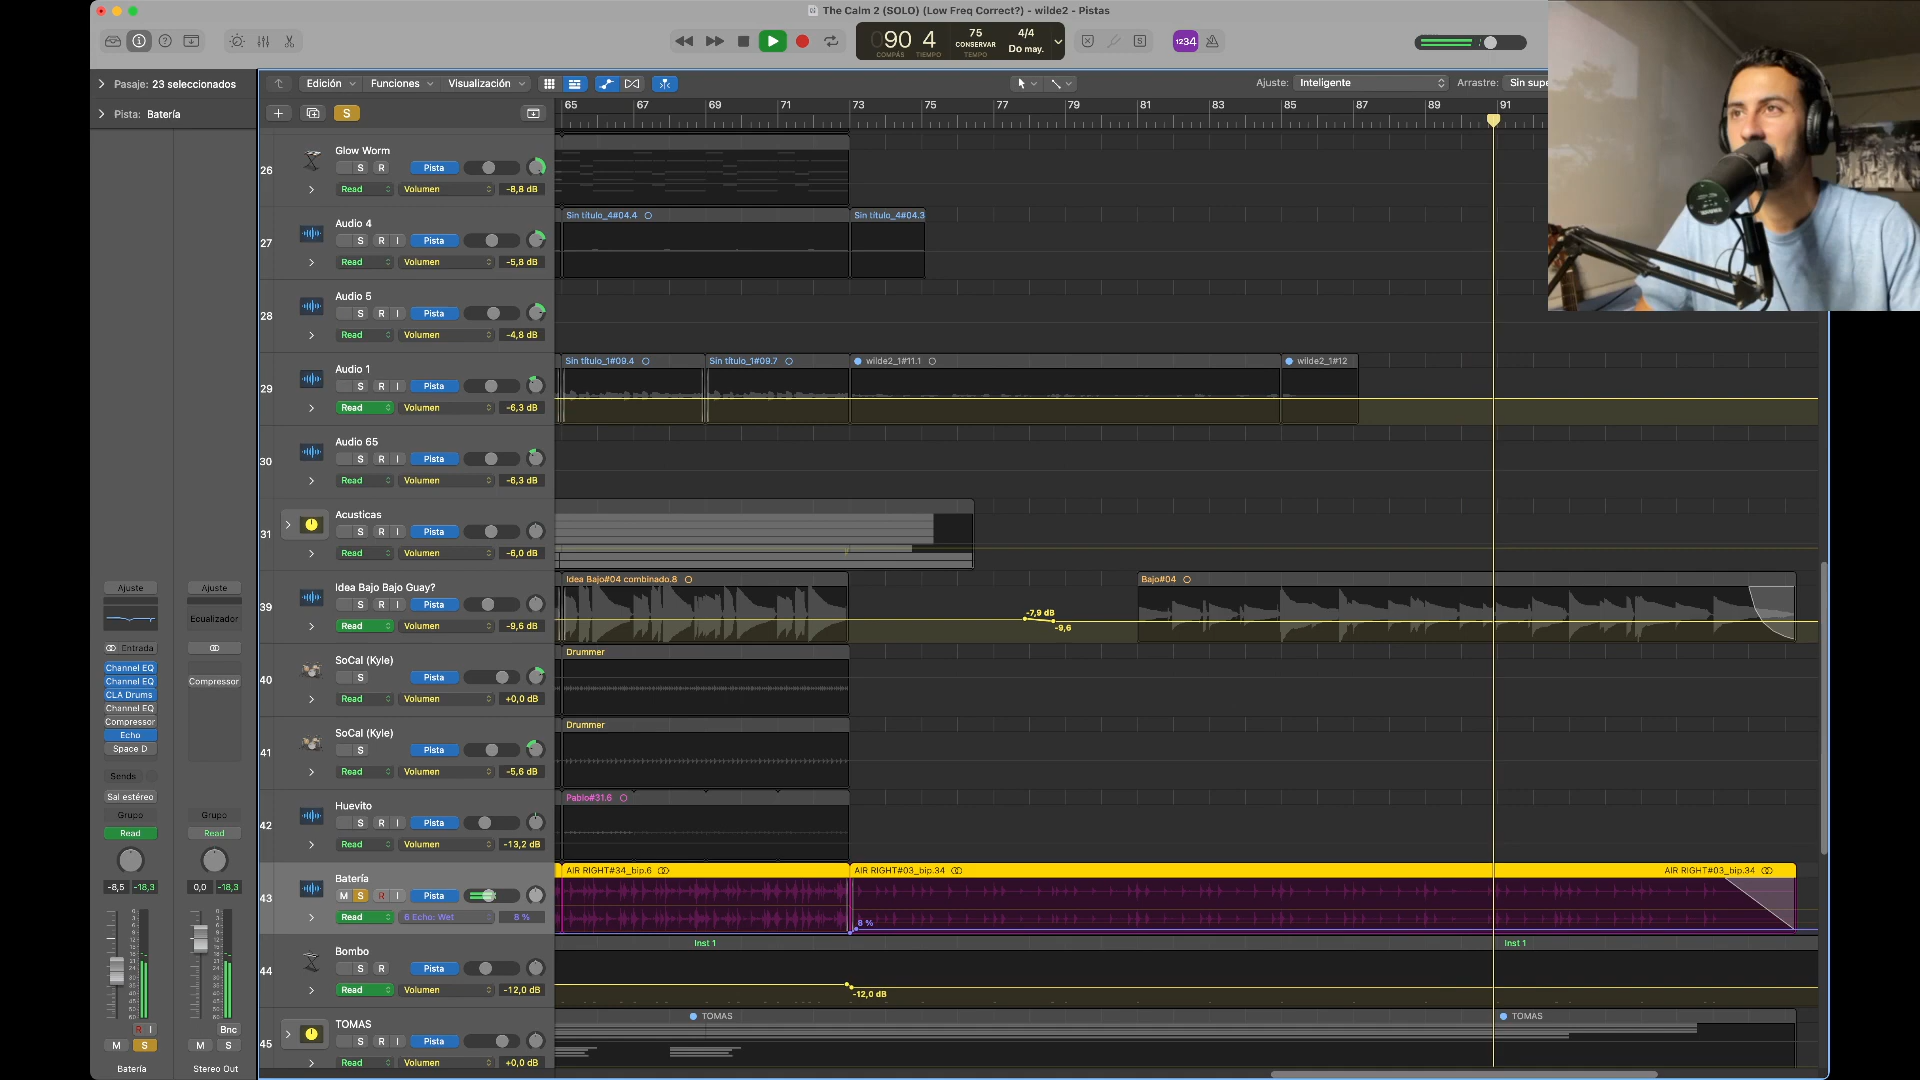 The Calm 2 (SOLO) (Low Freq Correct?) - wilde2 - Pistas
090 4
COMPÁS TIEMPO
75
CONSERVAR
TEMPO
4/4
Do may.
1234
Pasaje: 23 seleccionados
Pista: Batería
Edición Funciones Visualización
Ajuste: Inteligente
Arrastre: Sin supe
S
65 67 69 71 73 75 77 79 81 83 85 87 89 91
26
Glow Worm
S R Pista
Read Volumen -8,8 dB
27
Audio 4
S R I Pista
Read Volumen -5,8 dB
Sin título_4#04.4
Sin título_4#04.3
28
Audio 5
S R I Pista
Read Volumen -4,8 dB
29
Audio 1
S R I Pista
Read Volumen -6,3 dB
Sin título_1#09.4
Sin título_1#09.7
wilde2_1#11.1
wilde2_1#12
30
Audio 65
S R I Pista
Read Volumen -6,3 dB
31
Acusticas
S R I Pista
Read Volumen -6,0 dB
39
Idea Bajo Bajo Guay?
S R I Pista
Read Volumen -9,6 dB
Idea Bajo#04 combinado.8
-7,9 dB
-9,6
Bajo#04
40
SoCal (Kyle)
S Pista
Read Volumen +0,0 dB
Drummer
41
SoCal (Kyle)
S Pista
Read Volumen -5,6 dB
Drummer
42
Huevito
S R I Pista
Read Volumen -13,2 dB
Pablo#31.6
43
Batería
M S R I Pista
Read 6 Echo: Wet 8 %
AIR RIGHT#34_bip.6
AIR RIGHT#03_bip.34
AIR RIGHT#03_bip.34
8 %
44
Bombo
S R Pista
Read Volumen -12,0 dB
Inst 1
Inst 1
-12,0 dB
45
TOMAS
S R I Pista
Read Volumen +0,0 dB
TOMAS
TOMAS
Ajuste
Entrada
Channel EQ
Channel EQ
CLA Drums
Channel EQ
Compressor
Echo
Space D
Sends
Sal estéreo
Grupo
Read
-8,5 -18,3
R I
M S
Batería
Ajuste
Ecualizador
Compressor
Grupo
Read
0,0 -18,3
Bnc
M S
Stereo Out